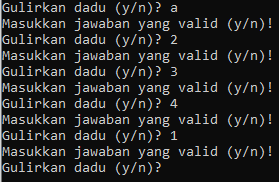 Gulirkan dadu (y/n)? a
Masukkan jawaban yang valid (y/n)!
Gulirkan dadu (y/n)? 2
Masukkan jawaban yang valid (y/n)!
Gulirkan dadu (y/n)? 3
Masukkan jawaban yang valid (y/n)!
Gulirkan dadu (y/n)? 4
Masukkan jawaban yang valid (y/n)!
Gulirkan dadu (y/n)? 1
Masukkan jawaban yang valid (y/n)!
Gulirkan dadu (y/n)?